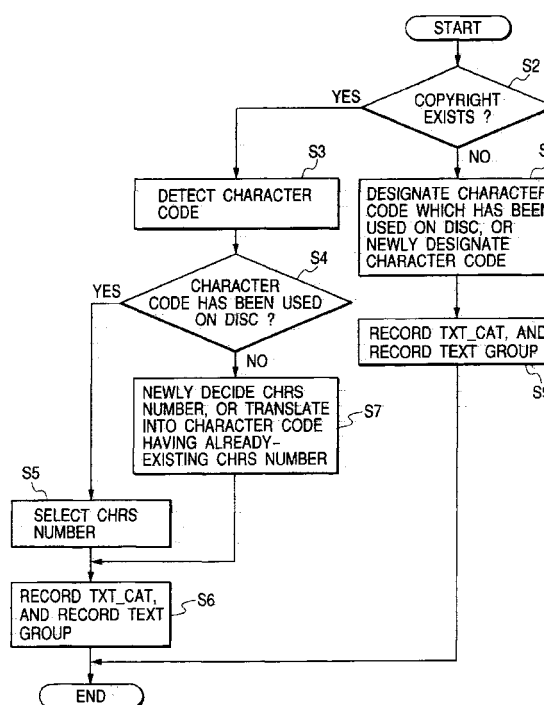 START
S2
COPYRIGHT
EXISTS ?
YES
NO
S3
DETECT CHARACTER
CODE
DESIGNATE CHARACTER
CODE WHICH HAS BEEN
USED ON DISC, OR
NEWLY DESIGNATE
CHARACTER CODE
S4
CHARACTER
CODE HAS BEEN USED
ON DISC ?
YES
NO
RECORD TXT_CAT, AND
RECORD TEXT GROUP
NEWLY DECIDE CHRS
NUMBER, OR TRANSLATE
INTO CHARACTER CODE
HAVING ALREADY-
EXISTING CHRS NUMBER
S7
S5
SELECT CHRS
NUMBER
RECORD TXT_CAT,
AND RECORD TEXT
GROUP
S6
END